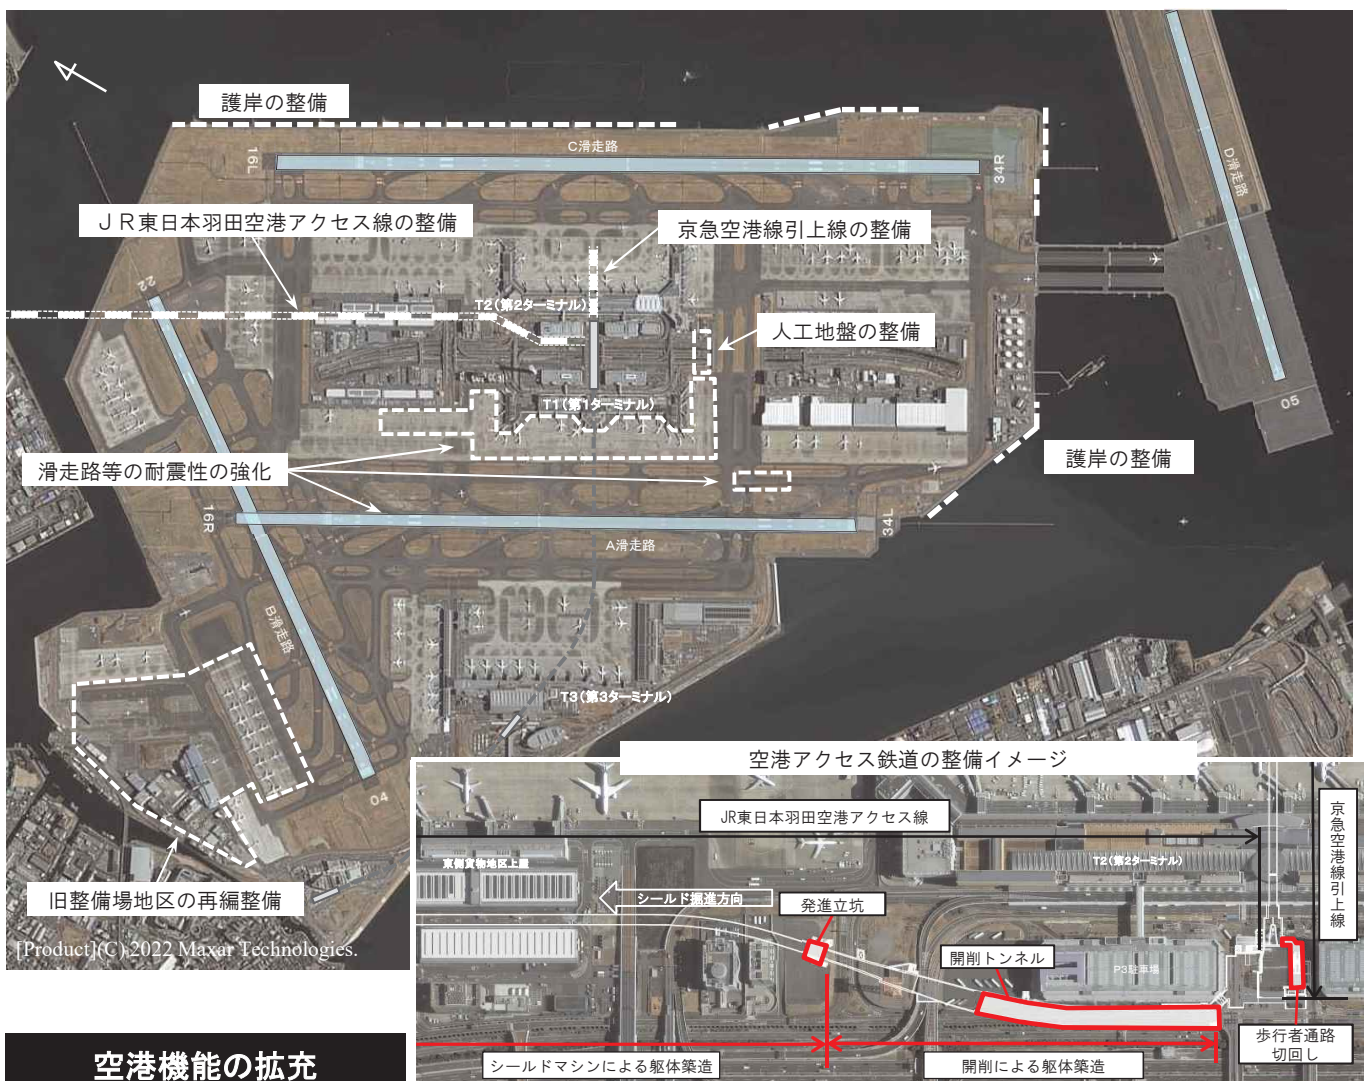 護岸の整備
C滑走路
16L
34R
D滑走路
JR東日本羽田空港アクセス線の整備
京急空港線引上線の整備
22
T2(第2ターミナル)
人工地盤の整備
T1(第1ターミナル)
05
護岸の整備
滑走路等の耐震性の強化
16R
34L
A滑走路
B滑走路
T3(第3ターミナル)
04
旧整備場地区の再編整備
[Product](C) 2022 Maxar Technologies.
空港アクセス鉄道の整備イメージ
JR東日本羽田空港アクセス線
京急空港線引上線
東側貨物地区上屋
T2(第2ターミナル)
シールド掘進方向
発進立坑
開削トンネル
P3駐車場
歩行者通路
切回し
シールドマシンによる躯体築造
開削による躯体築造
空港機能の拡充